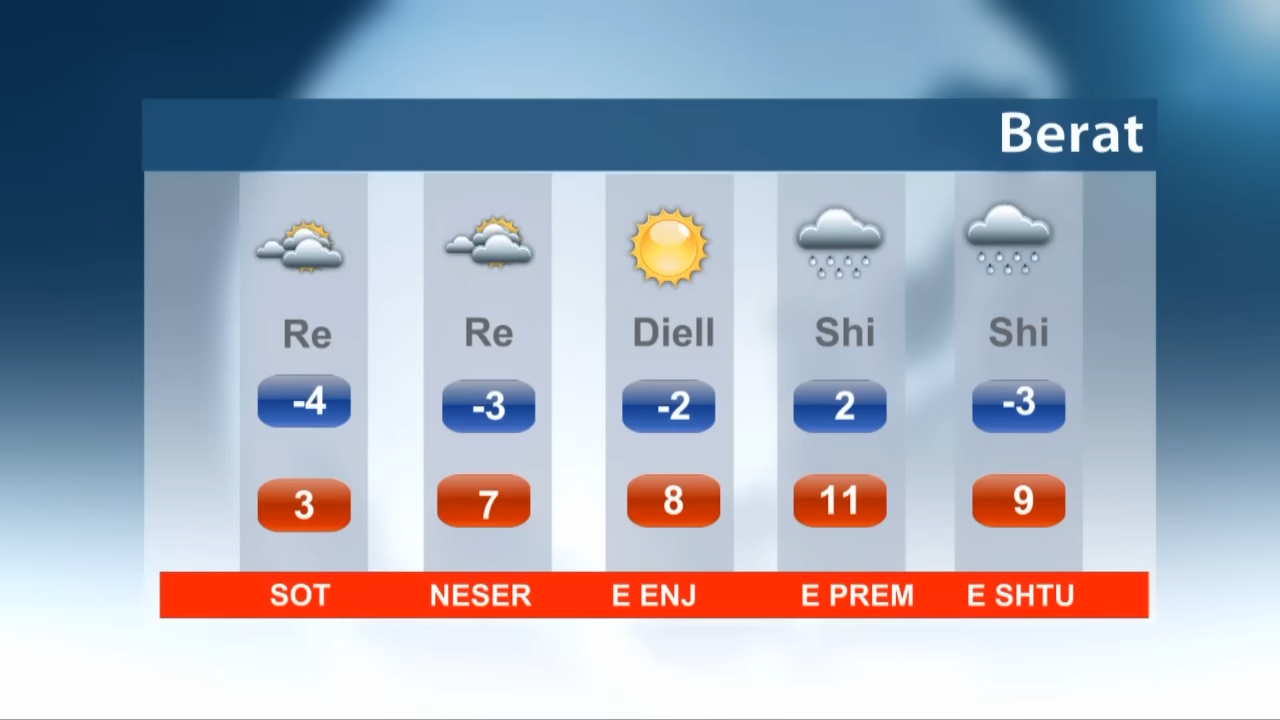 Berat
Re Re Diell Shi Shi
-4 -3 -2 2 -3
3 7 8 11 9
SOT NESER E ENJ E PREM E SHTU